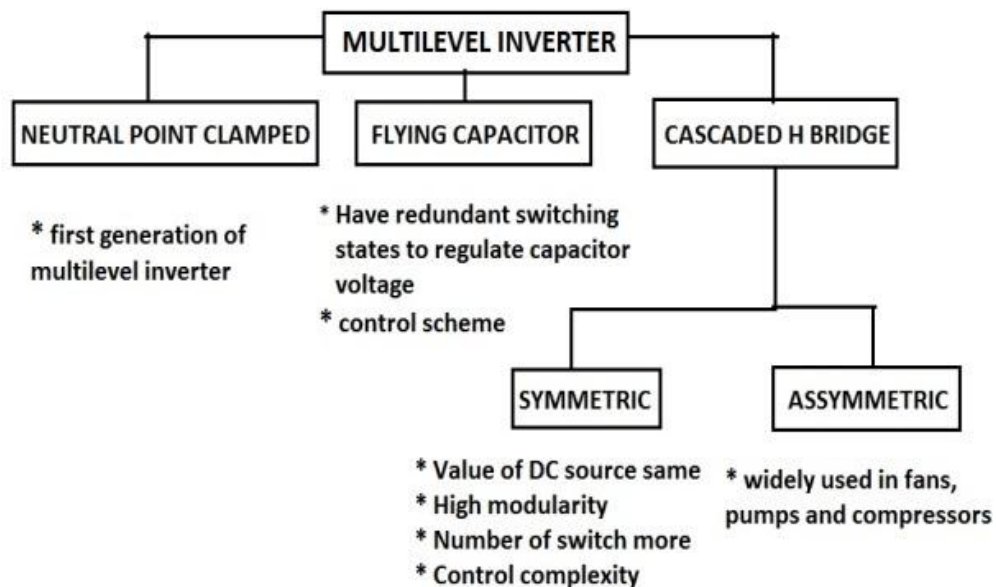 MULTILEVEL INVERTER
NEUTRAL POINT CLAMPED
FLYING CAPACITOR
CASCADED H BRIDGE
* first generation of
multilevel inverter
* Have redundant switching
states to regulate capacitor
voltage
* control scheme
SYMMETRIC
ASSYMMETRIC
* Value of DC source same
* High modularity
* Number of switch more
* Control complexity
* widely used in fans,
pumps and compressors